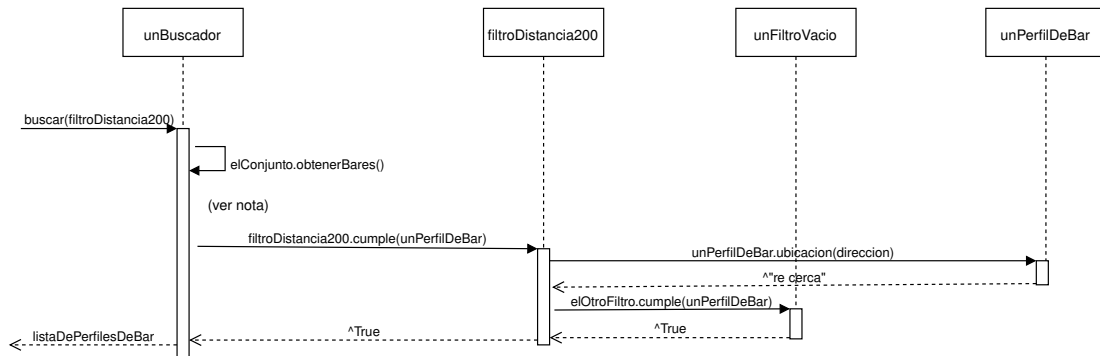 unBuscador
filtroDistancia200
unFiltroVacio
unPerfilDeBar
buscar(filtroDistancia200)
elConjunto.obtenerBares()
(ver nota)
filtroDistancia200.cumple(unPerfilDeBar)
unPerfilDeBar.ubicacion(direccion)
^"re cerca"
elOtroFiltro.cumple(unPerfilDeBar)
^True
^True
listaDePerfilesDeBar